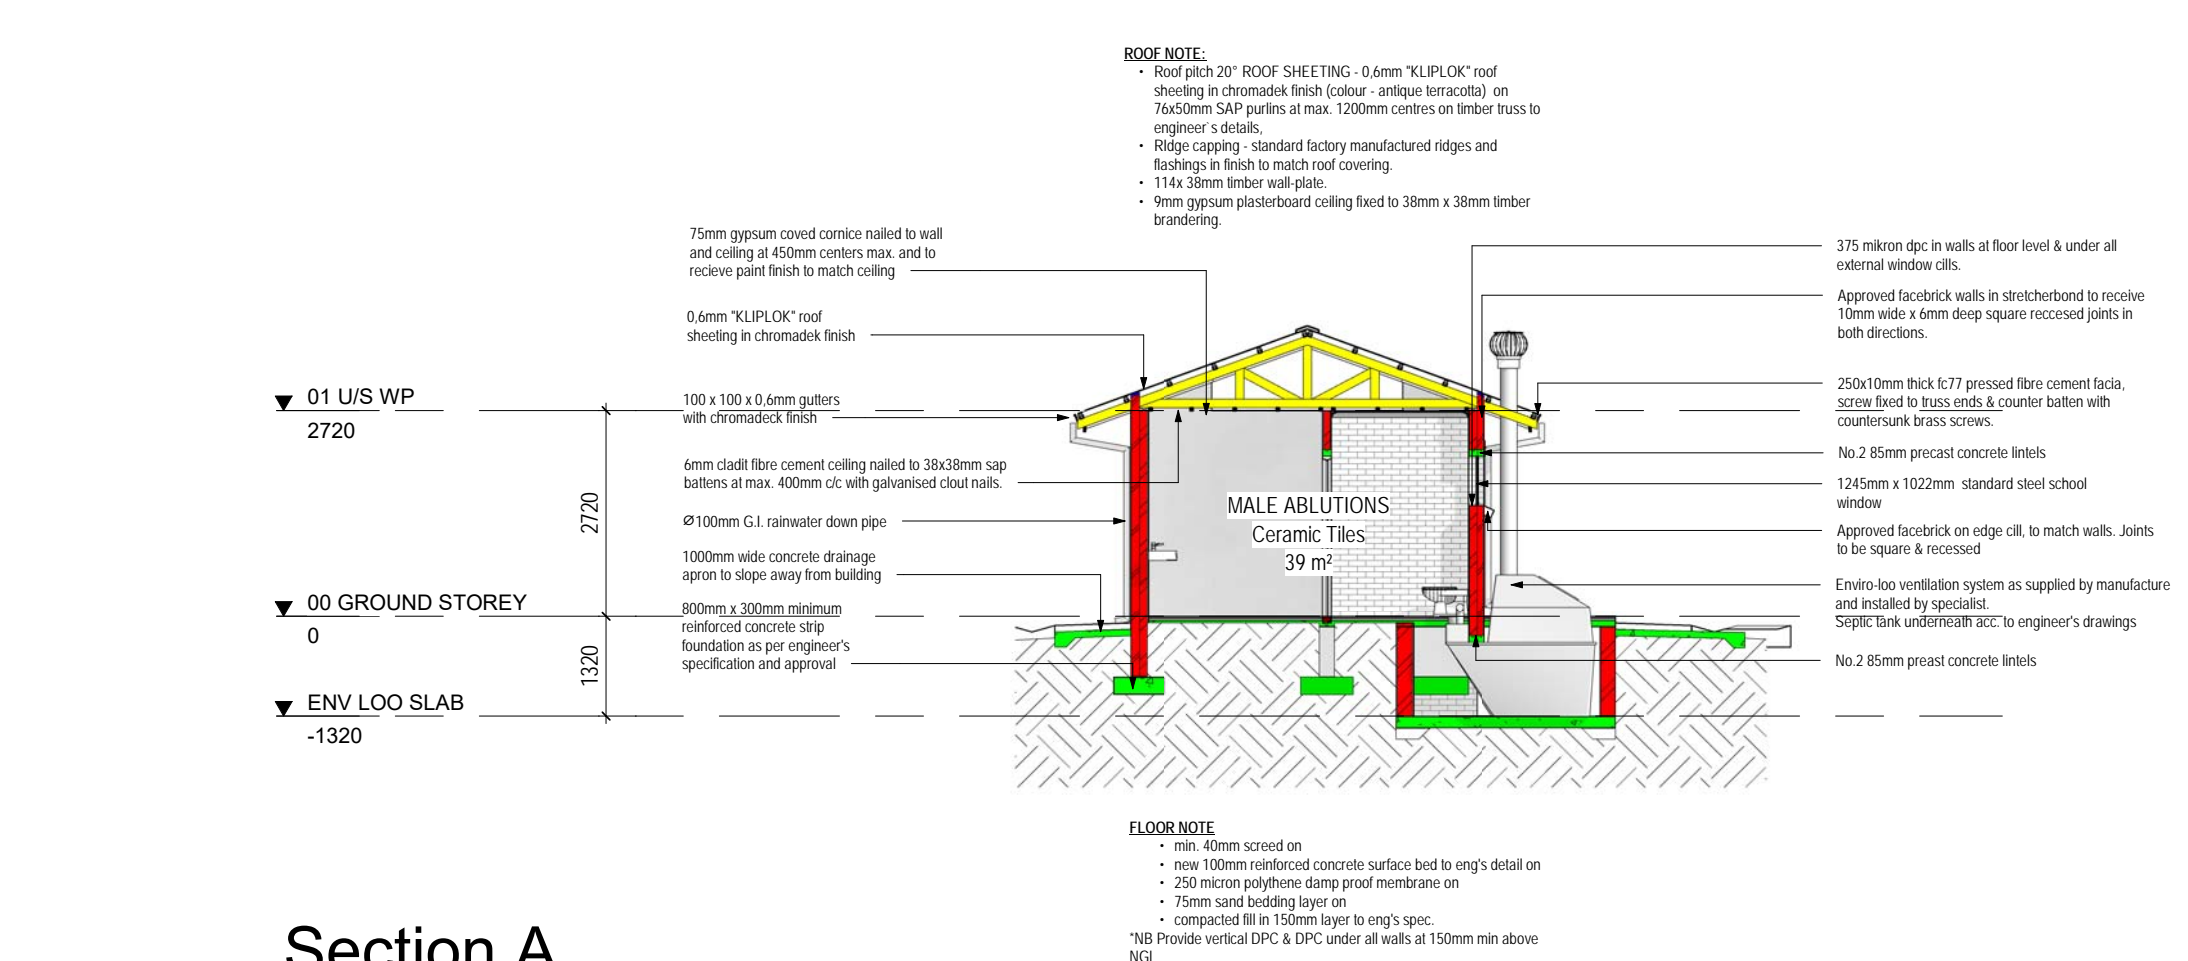 ROOF NOTE:
• Roof pitch 20° ROOF SHEETING - 0,6mm "KLIPLOK" roof
sheeting in chromadek finish (colour - antique terracotta) on
76x50mm SAP purlins at max. 1200mm centres on timber truss to
engineer`s details,
• RIdge capping - standard factory manufactured ridges and
flashings in finish to match roof covering.
• 114x 38mm timber wall-plate.
• 9mm gypsum plasterboard ceiling fixed to 38mm x 38mm timber
brandering.
75mm gypsum coved cornice nailed to wall
and ceiling at 450mm centers max. and to
recieve paint finish to match ceiling
0,6mm "KLIPLOK" roof
sheeting in chromadek finish
100 x 100 x 0,6mm gutters
with chromadeck finish
6mm cladit fibre cement ceiling nailed to 38x38mm sap
battens at max. 400mm c/c with galvanised clout nails.
Ø100mm G.I. rainwater down pipe
1000mm wide concrete drainage
apron to slope away from building
800mm x 300mm minimum
reinforced concrete strip
foundation as per engineer's
specification and approval
01 U/S WP
2720
00 GROUND STOREY
0
ENV LOO SLAB
-1320
2720
1320
MALE ABLUTIONS
Ceramic Tiles
39 m²
375 mikron dpc in walls at floor level & under all
external window cills.
Approved facebrick walls in stretcherbond to receive
10mm wide x 6mm deep square reccesed joints in
both directions.
250x10mm thick fc77 pressed fibre cement facia,
screw fixed to truss ends & counter batten with
countersunk brass screws.
No.2 85mm precast concrete lintels
1245mm x 1022mm standard steel school
window
Approved facebrick on edge cill, to match walls. Joints
to be square & recessed
Enviro-loo ventilation system as supplied by manufacture
and installed by specialist.
Septic tank underneath acc. to engineer's drawings
No.2 85mm preast concrete lintels
FLOOR NOTE
• min. 40mm screed on
• new 100mm reinforced concrete surface bed to eng's detail on
• 250 micron polythene damp proof membrane on
• 75mm sand bedding layer on
• compacted fill in 150mm layer to eng's spec.
*NB Provide vertical DPC & DPC under all walls at 150mm min above
NGL
Section A